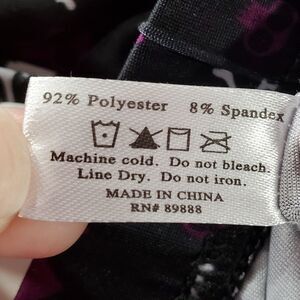 92% Polyester 8% Spandex
Machine cold. Do not bleach.
Line Dry. Do not iron.
MADE IN CHINA
RN# 89888